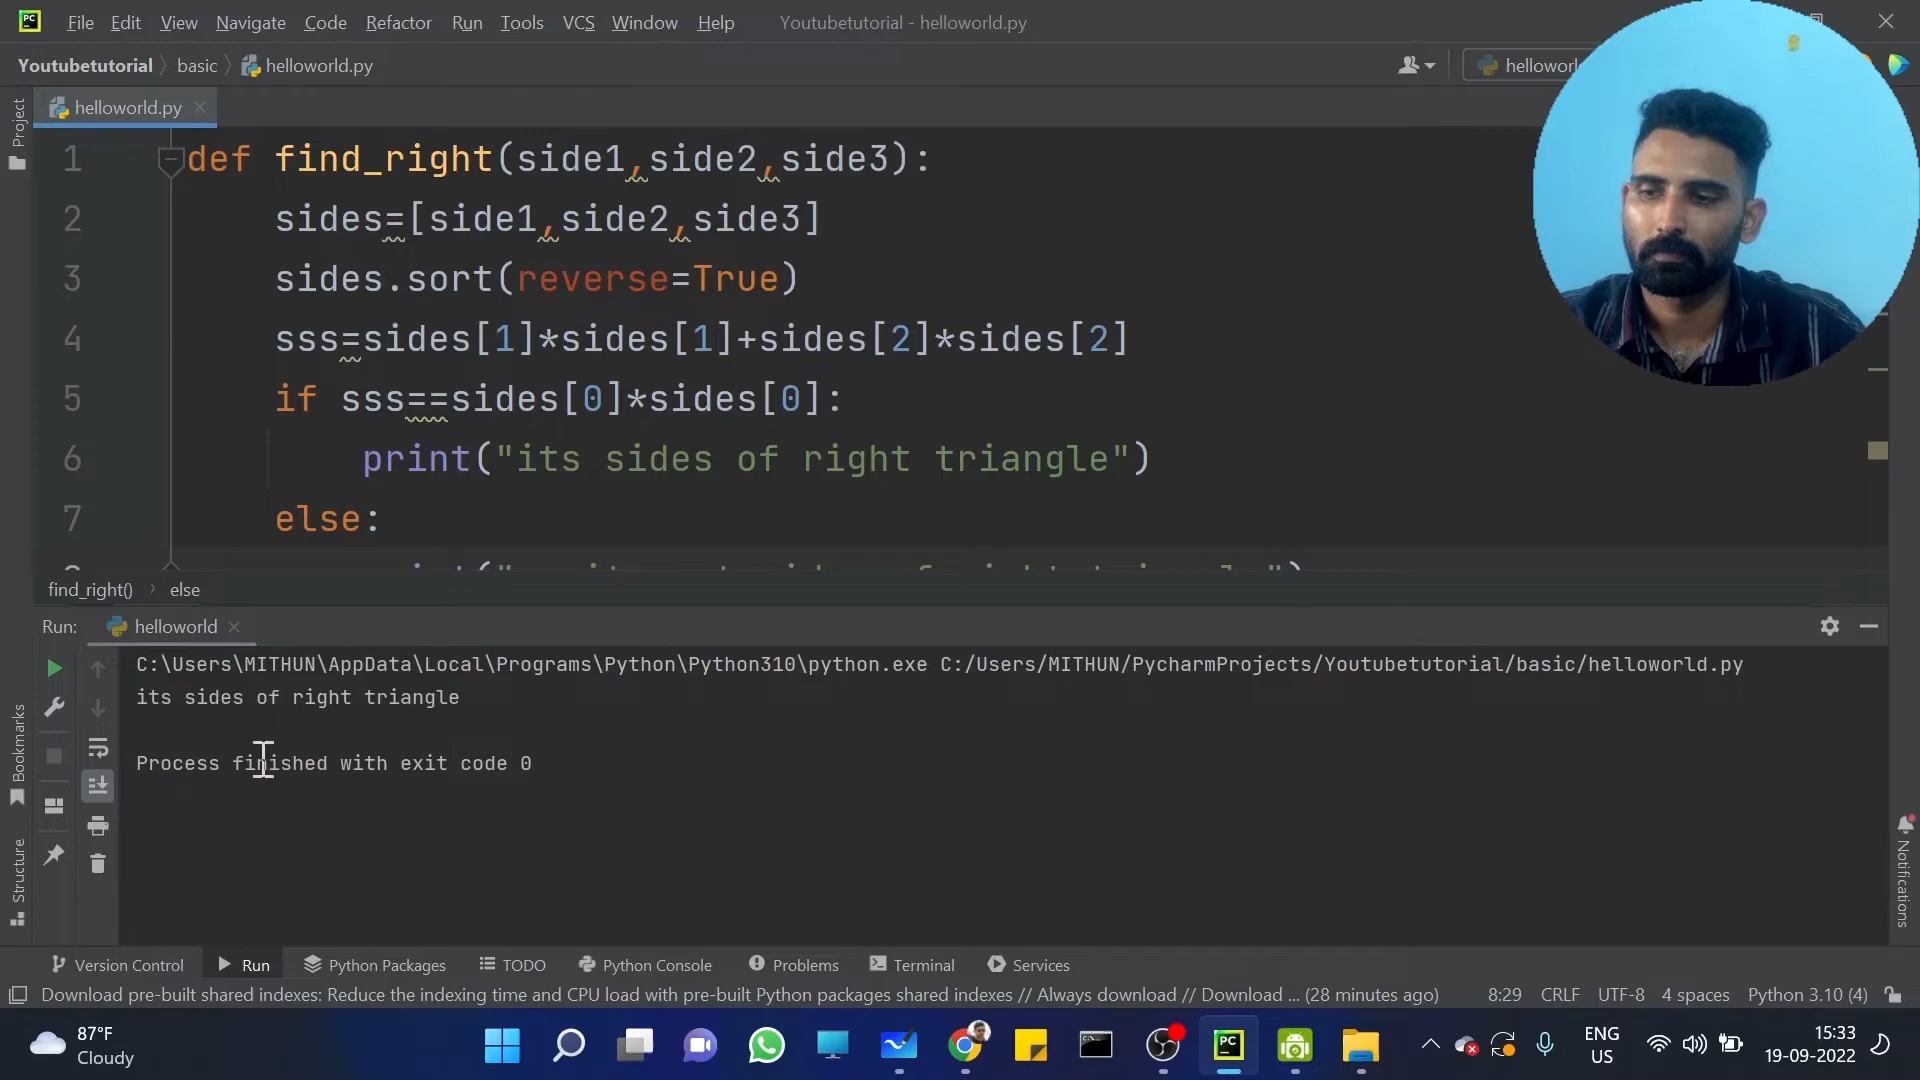 File Edit View Navigate Code Refactor Run Tools VCS Window Help Youtubetutorial - helloworld.py
Youtubetutorial basic helloworld.py
helloworld.py
Project
1 def find_right(side1,side2,side3):
2 sides=[side1,side2,side3]
3 sides.sort(reverse=True)
4 sss=sides[1]*sides[1]+sides[2]*sides[2]
5 if sss==sides[0]*sides[0]:
6 print("its sides of right triangle")
7 else:
find_right() else
Run: helloworld
C:\Users\MITHUN\AppData\Local\Programs\Python\Python310\python.exe C:/Users/MITHUN/PycharmProjects/Youtubetutorial/basic/helloworld.py
its sides of right triangle
Process finished with exit code 0
Bookmarks
Structure
Notifications
Version Control Run Python Packages TODO Python Console Problems Terminal Services
Download pre-built shared indexes: Reduce the indexing time and CPU load with pre-built Python packages shared indexes // Always download // Download ... (28 minutes ago) 8:29 CRLF UTF-8 4 spaces Python 3.10 (4)
87°F
Cloudy
ENG
US
15:33
19-09-2022